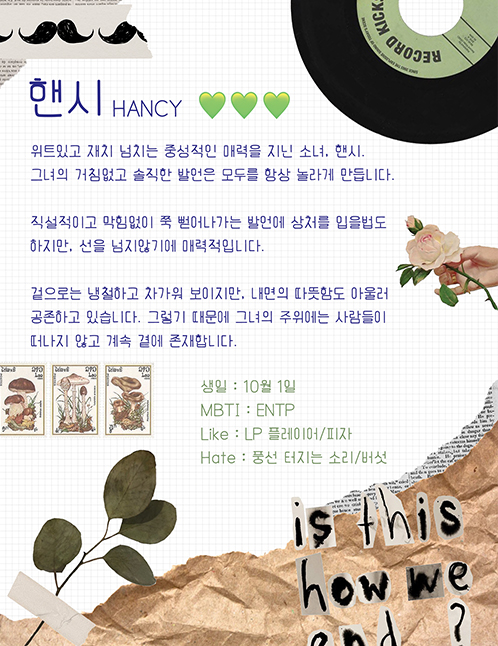 RECORD KICKS
핸시 HANCY
위트있고 재치 넘치는 중성적인 매력을 지닌 소녀, 핸시.
그녀의 거침없고 솔직한 발언은 모두를 항상 놀라게 만듭니다.
직설적이고 막힘없이 쭉 뻗어나가는 발언에 상처를 입을법도
하지만, 선을 넘지않기에 매력적입니다.
겉으로는 냉철하고 차가워 보이지만, 내면의 따뜻함도 아울러
공존하고 있습니다. 그렇기 때문에 그녀의 주위에는 사람들이
떠나지 않고 계속 곁에 존재합니다.
생일 : 10월 1일
MBTI : ENTP
Like : LP 플레이어/피자
Hate : 풍선 터지는 소리/버섯
is this
how we
end ?